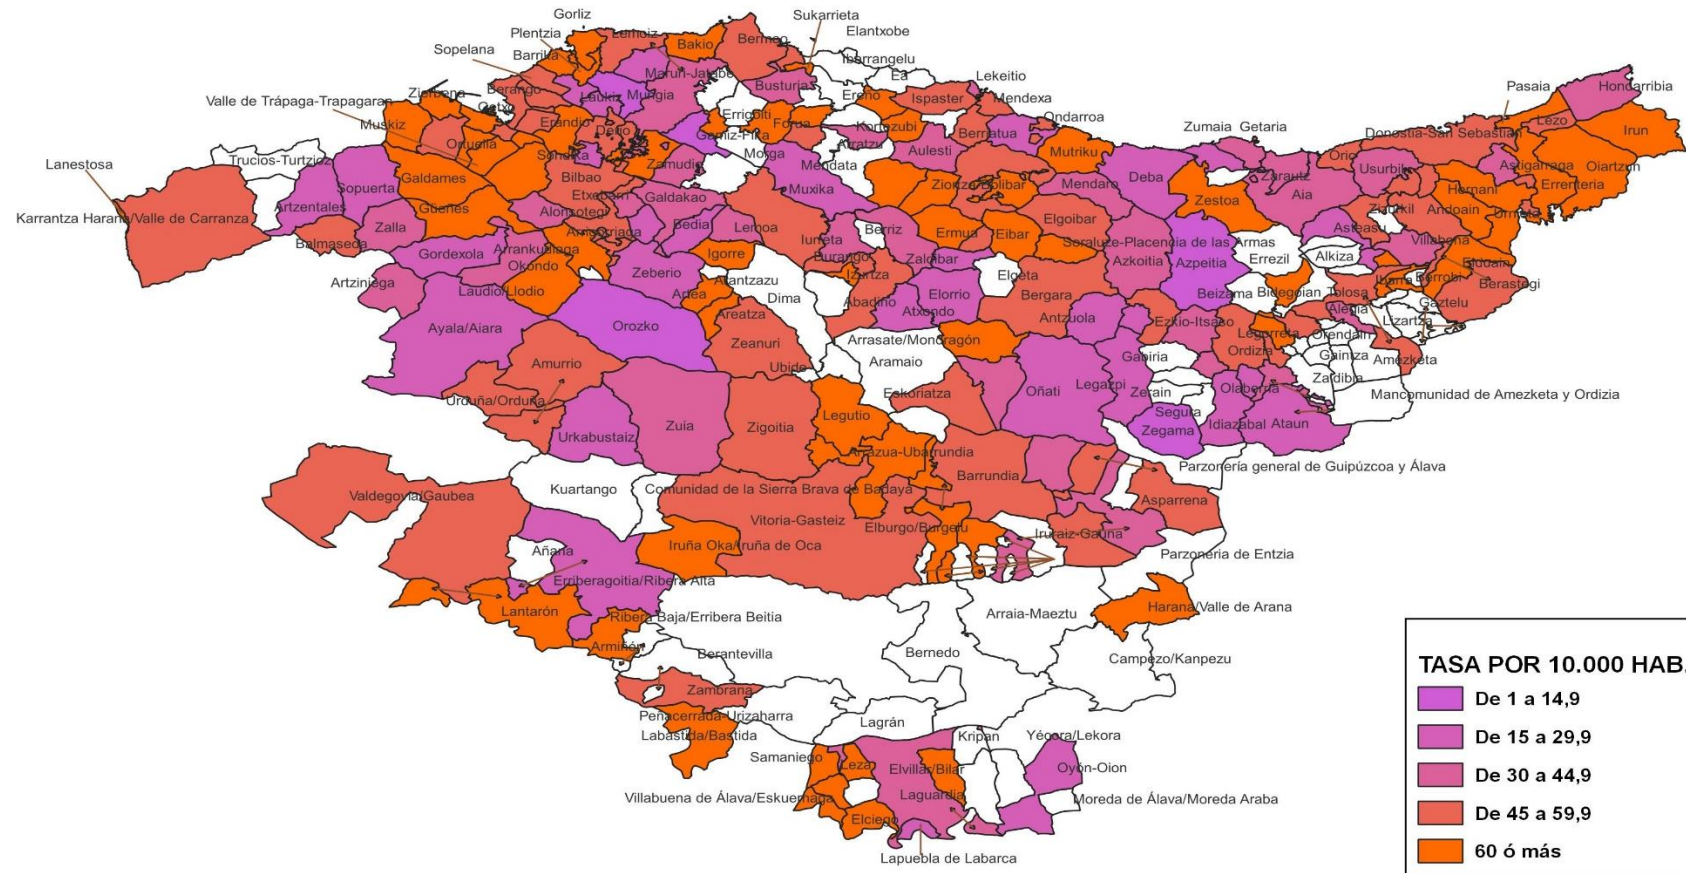 Gorliz
Sukarrieta
Plentzia
Lemoiz
Elantxobe
Bakio
Bermeo
Sopelana
Barrika
Ibarrangelu
Maruri-Jatabe
Ea
Lekeitio
Pasaia
Hondarribia
Valle de Trápaga-Trapagaran
Zierbena
Berango
Laukiz
Mungia
Busturia
Ereño
Ispaster
Mendexa
Getxo
Muskiz
Erandio
Derio
Errigoiti
Forua
Kortezubi
Ondarroa
Zumaia
Getaria
Donostia-San Sebastian
Lezo
Irun
Gamiz-Fika
Arratzu
Berriatua
Mutriku
Ortuella
Sondika
Zamudio
Morga
Mendata
Aulesti
Orio
Astigarraga
Oiartzun
Lanestosa
Trucios-Turtzioz
Galdames
Bilbao
Usurbil
Zarautz
Aia
Errenteria
Sopuerta
Artzentales
Etxebarri
Galdakao
Muxika
Ziortza-Bolibar
Mendaro
Deba
Zestoa
Hernani
Karrantza Harana/Valle de Carranza
Güeñes
Alonsotegi
Zizurkil
Andoain
Urnieta
Zalla
Arrigorriaga
Bedia
Lemoa
Iurreta
Berriz
Ermua
Eibar
Elgoibar
Soraluze-Placencia de las Armas
Asteasu
Villabona
Balmaseda
Gordexola
Arrankudiaga
Igorre
Durango
Zaldibar
Azkoitia
Azpeitia
Errezil
Alkiza
Elduain
Okondo
Zeberio
Izurtza
Elgeta
Ibarra
Berrobi
Artziniega
Laudio/Llodio
Artea
Arantzazu
Dima
Abadiño
Elorrio
Bergara
Beizama
Bidegoian
Tolosa
Berastegi
Areatza
Atxondo
Antzuola
Ezkio-Itsaso
Alegia
Gaztelu
Ayala/Aiara
Orozko
Lizartza
Zeanuri
Arrasate/Mondragón
Legorreta
Orendain
Amurrio
Aramaio
Gabiria
Ordizia
Gaintza
Amezketa
Ubide
Oñati
Legazpi
Zerain
Olaberria
Zaldibia
Mancomunidad de Amezketa y Ordizia
Urduña/Orduña
Eskoriatza
Legutio
Segura
Urkabustaiz
Zuia
Zigoitia
Zegama
Idiazabal
Ataun
Arrazua-Ubarrundia
Parzonería general de Guipúzcoa y Álava
Kuartango
Comunidad de la Sierra Brava de Badaya
Barrundia
Asparrena
Valdegovia/Gaubea
Vitoria-Gasteiz
Elburgo/Burgelu
Iruraiz-Gauna
Añana
Iruña Oka/Iruña de Oca
Parzoneria de Entzia
Erriberagoitia/Ribera Alta
Lantarón
Ribera Baja/Erribera Beitia
Arraia-Maeztu
Harana/Valle de Arana
Armiñón
Berantevilla
Bernedo
Campezo/Kanpezu
Zambrana
Peñacerrada-Urizaharra
Labastida/Bastida
Lagrán
Kripan
Yécora/Lekora
Samaniego
Leza
Elvillar/Bilar
Oyón-Oion
Villabuena de Álava/Eskuernaga
Laguardia
Moreda de Álava/Moreda Araba
Elciego
Lapuebla de Labarca
TASA POR 10.000 HAB.
De 1 a 14,9
De 15 a 29,9
De 30 a 44,9
De 45 a 59,9
60 ó más